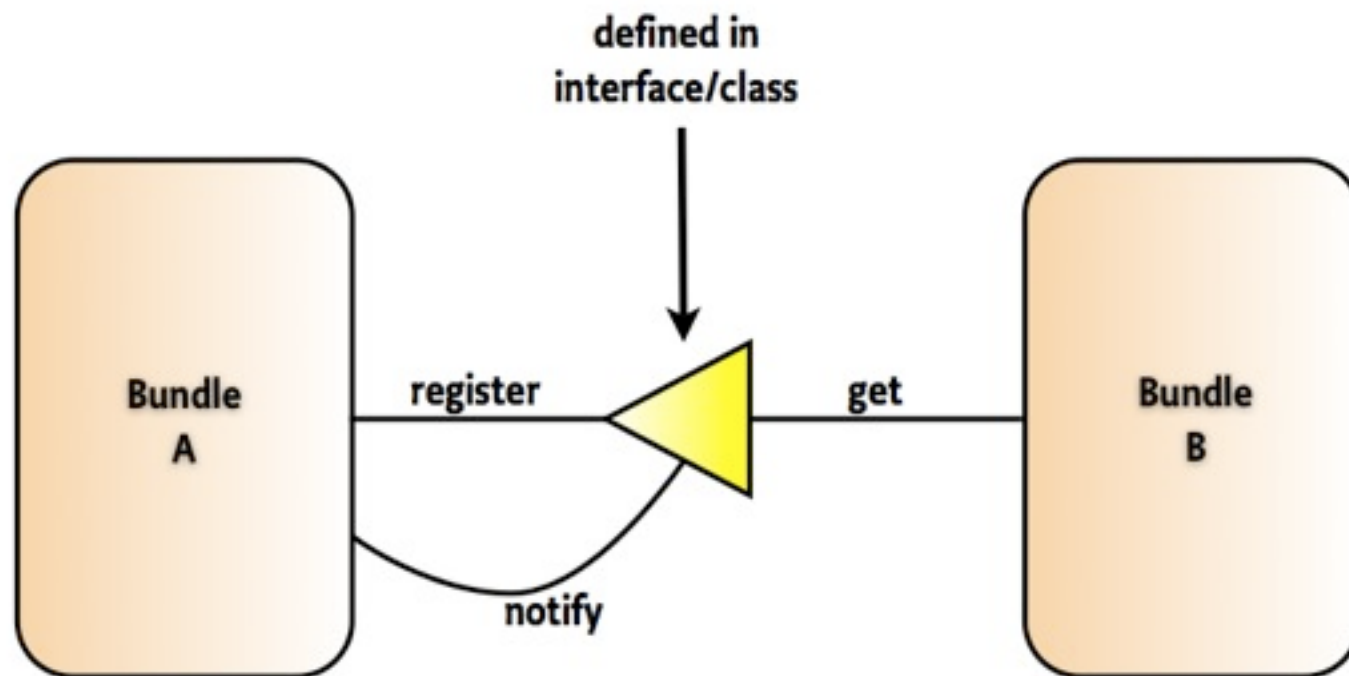 defined in
interface/class
Bundle
A
register
get
Bundle
B
notify